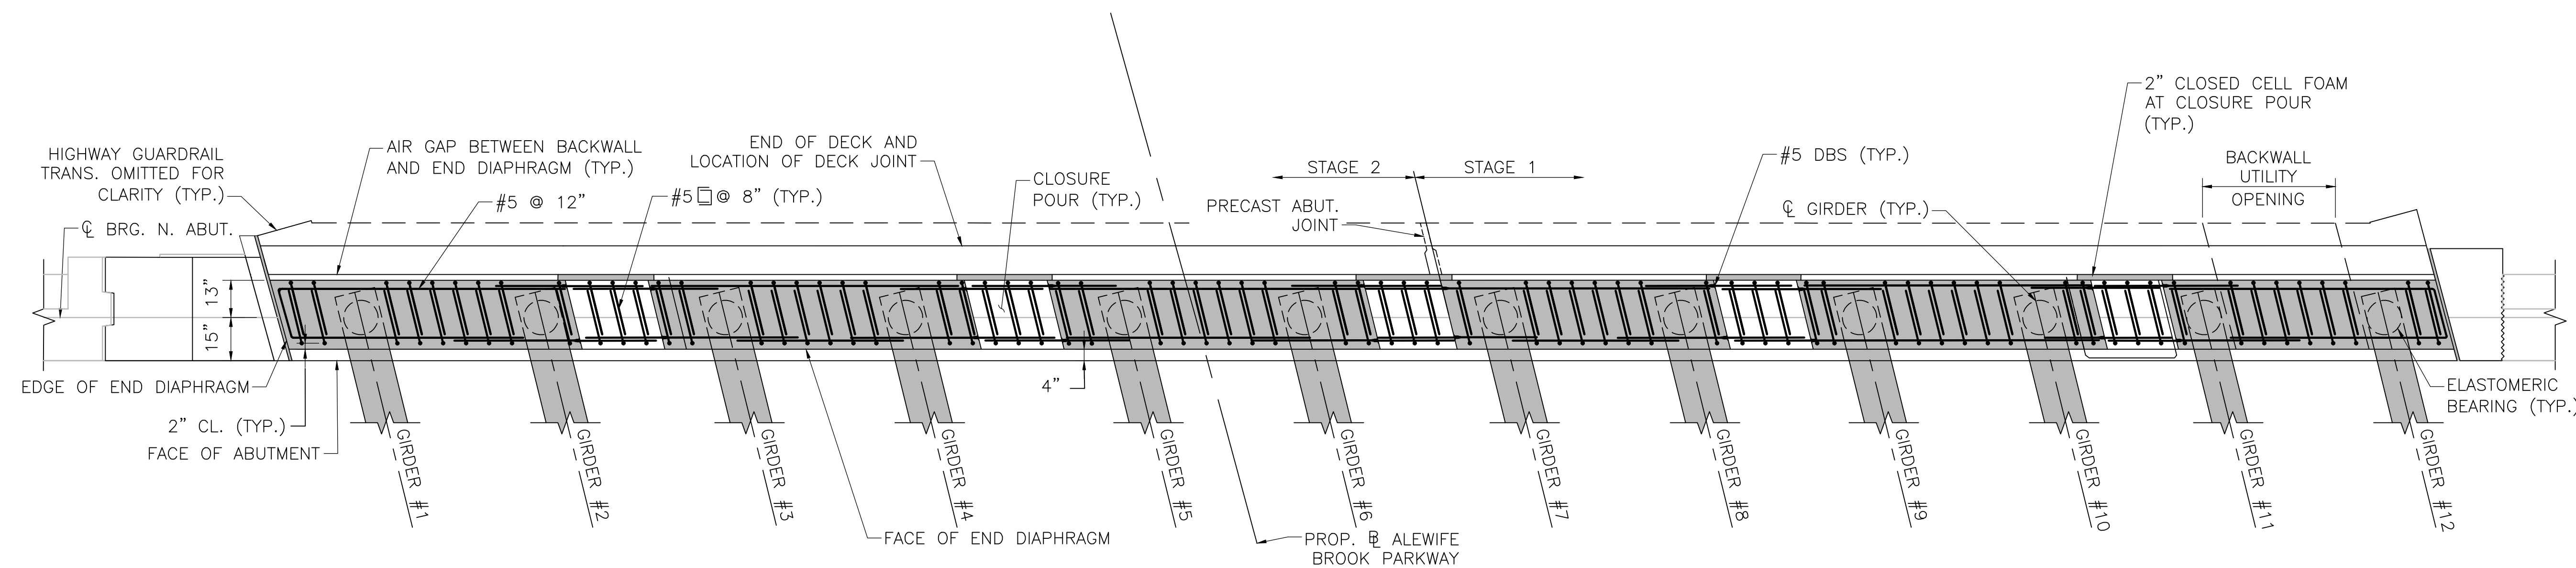 HIGHWAY GUARDRAIL
TRANS. OMITTED FOR
CLARITY (TYP.)
℄ BRG. N. ABUT.
AIR GAP BETWEEN BACKWALL
AND END DIAPHRAGM (TYP.)
#5 @ 12"
#5 @ 8" (TYP.)
END OF DECK AND
LOCATION OF DECK JOINT
CLOSURE
POUR (TYP.)
STAGE 2
STAGE 1
PRECAST ABUT.
JOINT
#5 DBS (TYP.)
℄ GIRDER (TYP.)
2" CLOSED CELL FOAM
AT CLOSURE POUR
(TYP.)
BACKWALL
UTILITY
OPENING
13"
15"
EDGE OF END DIAPHRAGM
2" CL. (TYP.)
FACE OF ABUTMENT
4"
FACE OF END DIAPHRAGM
PROP. BL ALEWIFE
BROOK PARKWAY
ELASTOMERIC
BEARING (TYP.)
GIRDER #1
GIRDER #2
GIRDER #3
GIRDER #4
GIRDER #5
GIRDER #6
GIRDER #7
GIRDER #8
GIRDER #9
GIRDER #10
GIRDER #11
GIRDER #12